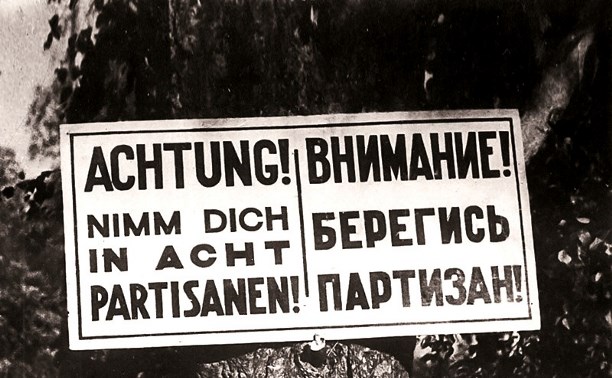 ACHTUNG!
NIMM DICH
IN ACHT
PARTISANEN!
ВНИМАНИЕ!
БЕРЕГИСЬ
ПАРТИЗАН!